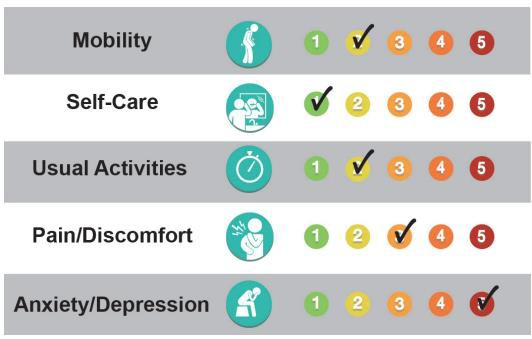 Mobility 1 3 4 5
Self-Care 2 3 4 5
Usual Activities 1 3 4 5
Pain/Discomfort 1 2 4 5
Anxiety/Depression 1 2 3 4